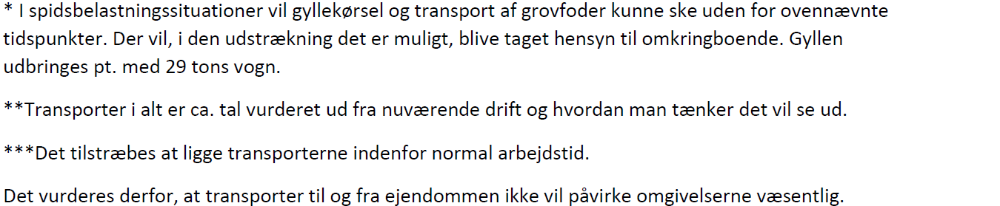 * I spidsbelastningssituationer vil gyllekørsel og transport af grovfoder kunne ske uden for ovennævnte
tidspunkter. Der vil, i den udstrækning det er muligt, blive taget hensyn til omkringboende. Gyllen
udbringes pt. med 29 tons vogn.
**Transporter i alt er ca. tal vurderet ud fra nuværende drift og hvordan man tænker det vil se ud.
***Det tilstræbes at ligge transporterne indenfor normal arbejdstid.
Det vurderes derfor, at transporter til og fra ejendommen ikke vil påvirke omgivelserne væsentlig.